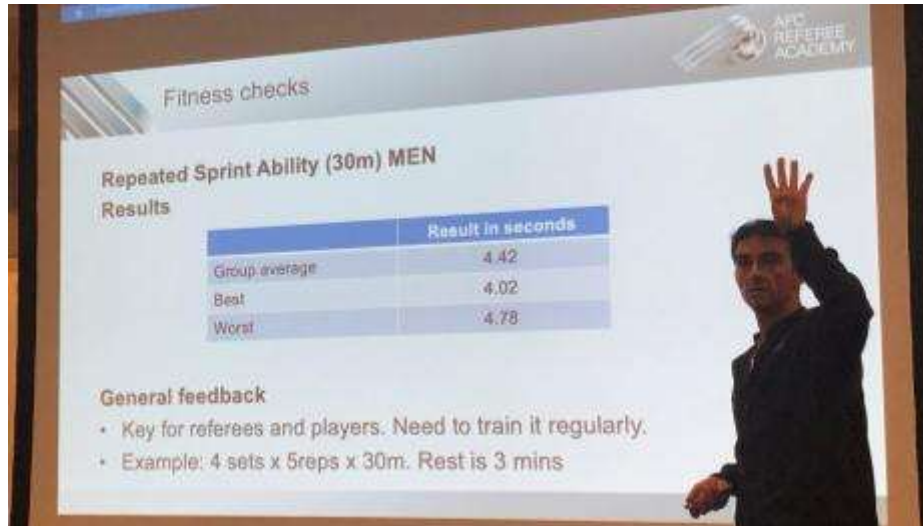 AFC
REFEREE
ACADEMY
Fitness checks
Repeated Sprint Ability (30m) MEN
Results
Result in seconds
Group average 4.42
Best 4.02
Worst 4.78
General feedback
• Key for referees and players. Need to train it regularly.
• Example: 4 sets x 5reps x 30m. Rest is 3 mins